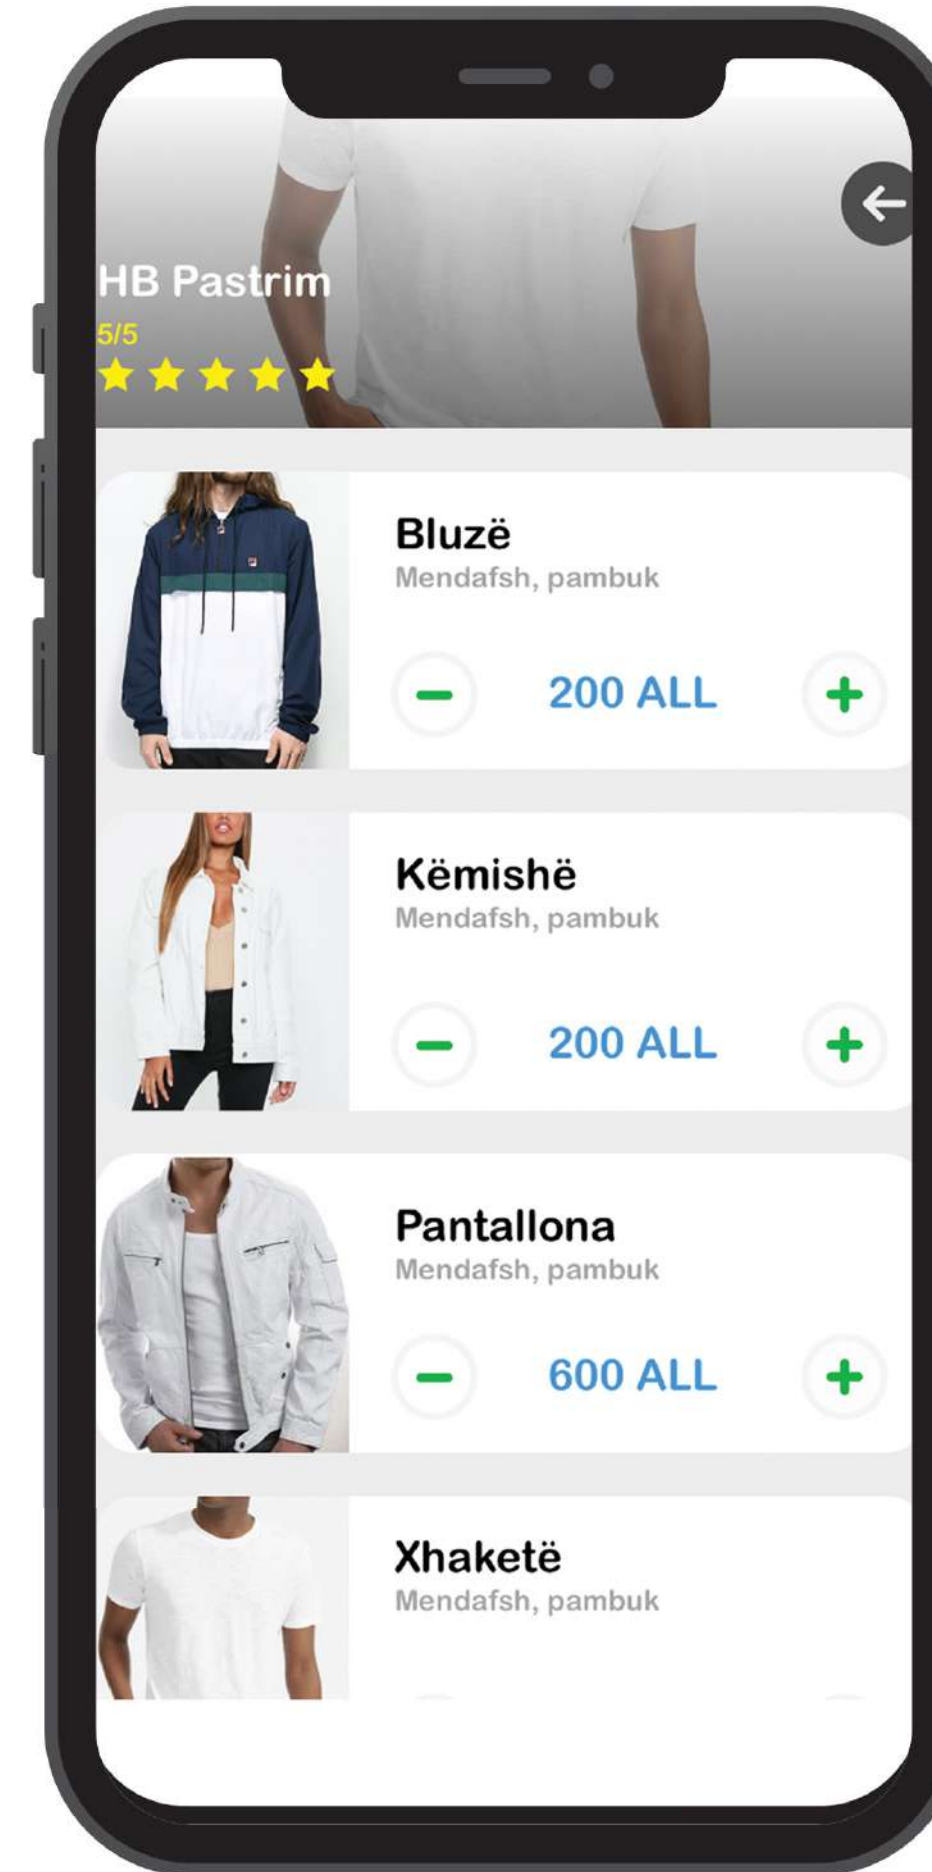 HB Pastrim
5/5
Bluzë
Mendafsh, pambuk
200 ALL
Këmishë
Mendafsh, pambuk
200 ALL
Pantallona
Mendafsh, pambuk
600 ALL
Xhaketë
Mendafsh, pambuk